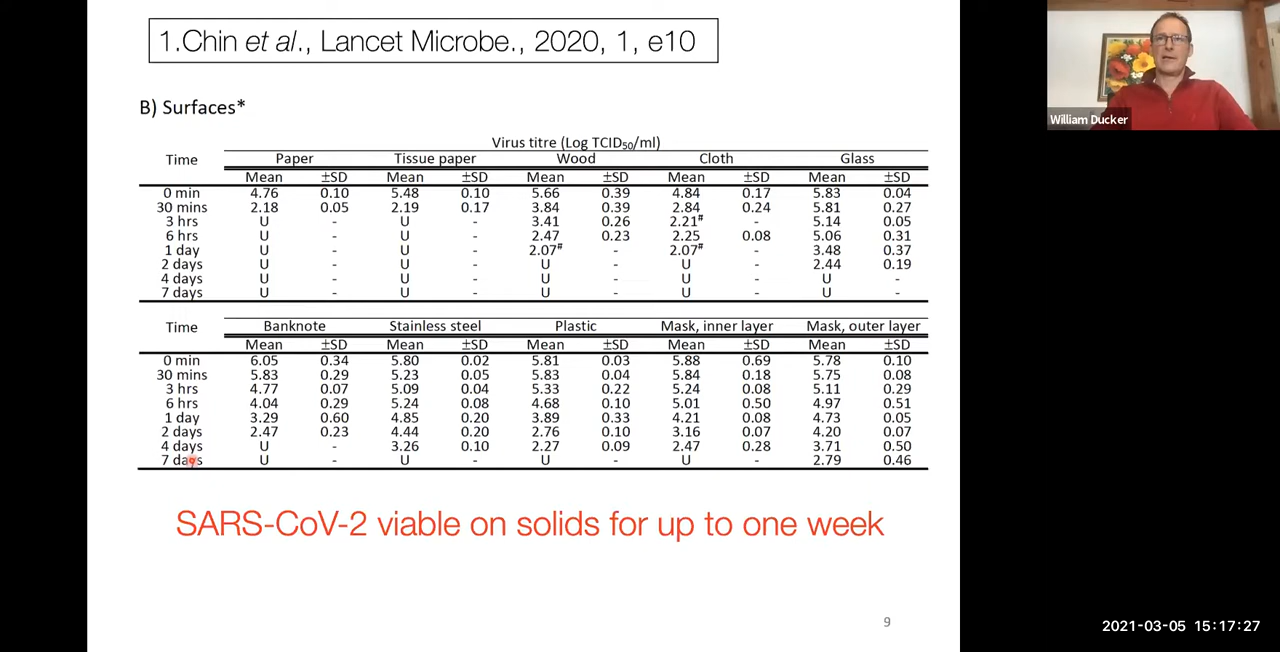 1.Chin et al., Lancet Microbe., 2020, 1, e10
William Ducker
B) Surfaces*
Virus titre (Log TCID50/ml)
Time Paper Tissue paper Wood Cloth Glass
Mean ±SD Mean ±SD Mean ±SD Mean ±SD Mean ±SD
0 min 4.76 0.10 5.48 0.10 5.66 0.39 4.84 0.17 5.83 0.04
30 mins 2.18 0.05 2.19 0.17 3.84 0.39 2.84 0.24 5.81 0.27
3 hrs U - U - 3.41 0.26 2.21# - 5.14 0.05
6 hrs U - U - 2.47 0.23 2.25 0.08 5.06 0.31
1 day U - U - 2.07# - 2.07# - 3.48 0.37
2 days U - U - U - U - 2.44 0.19
4 days U - U - U - U - U -
7 days U - U - U - U - U -
Time Banknote Stainless steel Plastic Mask, inner layer Mask, outer layer
Mean ±SD Mean ±SD Mean ±SD Mean ±SD Mean ±SD
0 min 6.05 0.34 5.80 0.02 5.81 0.03 5.88 0.69 5.78 0.10
30 mins 5.83 0.29 5.23 0.05 5.83 0.04 5.84 0.18 5.75 0.08
3 hrs 4.77 0.07 5.09 0.04 5.33 0.22 5.24 0.08 5.11 0.29
6 hrs 4.04 0.29 5.24 0.08 4.68 0.10 5.01 0.50 4.97 0.51
1 day 3.29 0.60 4.85 0.20 3.89 0.33 4.21 0.08 4.73 0.05
2 days 2.47 0.23 4.44 0.20 2.76 0.10 3.16 0.07 4.20 0.07
4 days U - 3.26 0.10 2.27 0.09 2.47 0.28 3.71 0.50
7 days U - U - U - U - 2.79 0.46
SARS-CoV-2 viable on solids for up to one week
9
2021-03-05 15:17:27